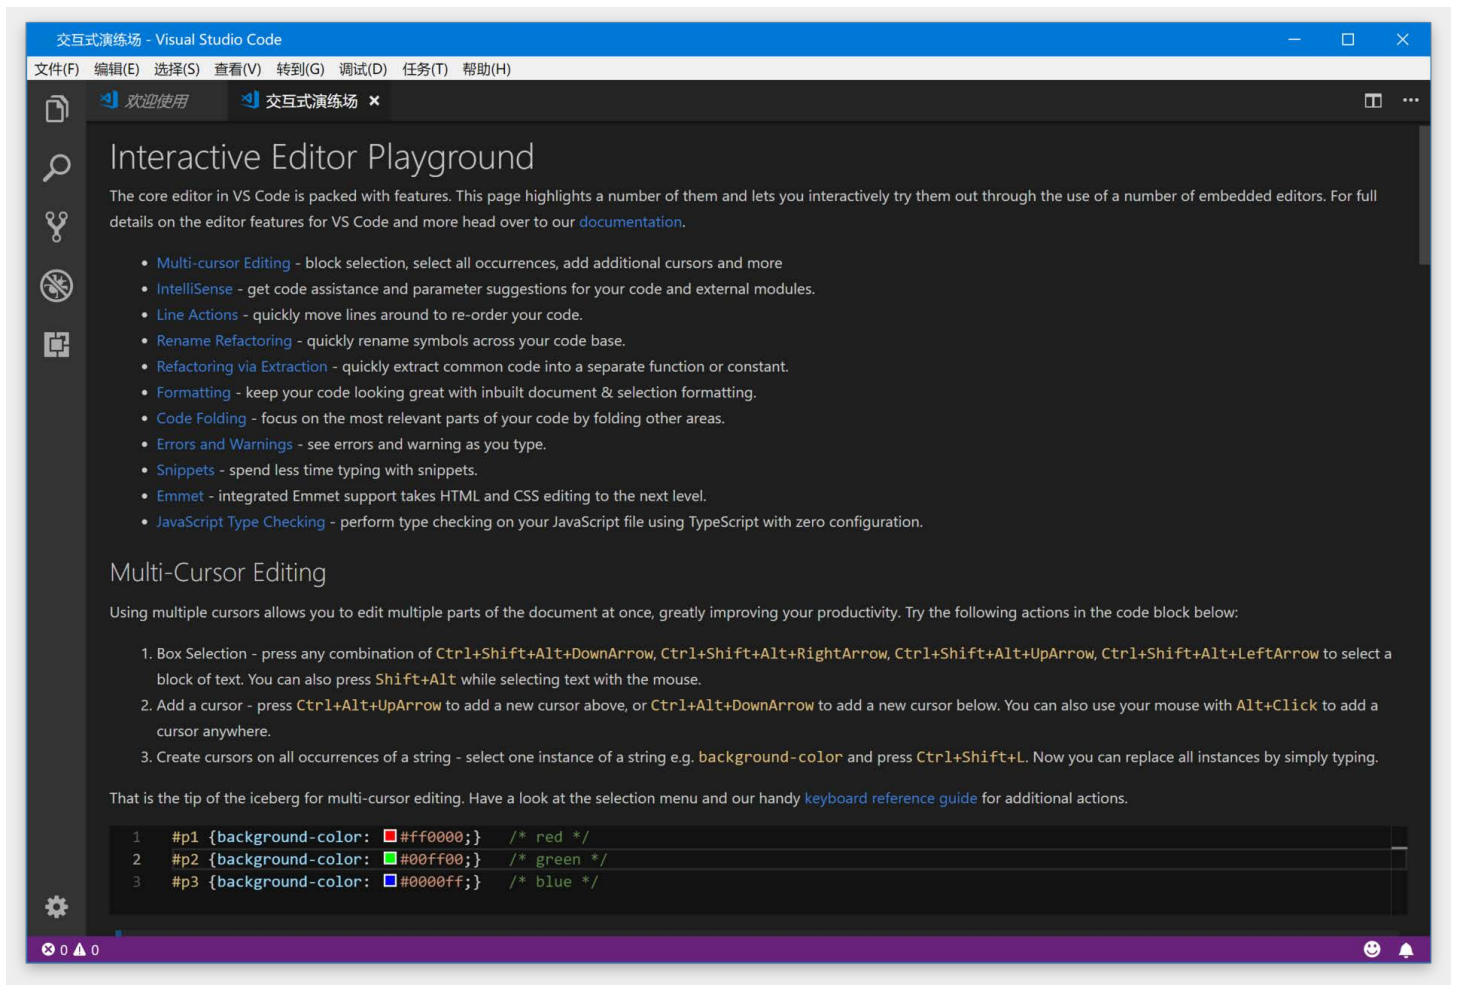 交互式演练场 - Visual Studio Code
文件(F) 编辑(E) 选择(S) 查看(V) 转到(G) 调试(D) 任务(T) 帮助(H)
欢迎使用 交互式演练场
Interactive Editor Playground
The core editor in VS Code is packed with features. This page highlights a number of them and lets you interactively try them out through the use of a number of embedded editors. For full
details on the editor features for VS Code and more head over to our documentation.
• Multi-cursor Editing - block selection, select all occurrences, add additional cursors and more
• IntelliSense - get code assistance and parameter suggestions for your code and external modules.
• Line Actions - quickly move lines around to re-order your code.
• Rename Refactoring - quickly rename symbols across your code base.
• Refactoring via Extraction - quickly extract common code into a separate function or constant.
• Formatting - keep your code looking great with inbuilt document & selection formatting.
• Code Folding - focus on the most relevant parts of your code by folding other areas.
• Errors and Warnings - see errors and warning as you type.
• Snippets - spend less time typing with snippets.
• Emmet - integrated Emmet support takes HTML and CSS editing to the next level.
• JavaScript Type Checking - perform type checking on your JavaScript file using TypeScript with zero configuration.
Multi-Cursor Editing
Using multiple cursors allows you to edit multiple parts of the document at once, greatly improving your productivity. Try the following actions in the code block below:
1. Box Selection - press any combination of Ctrl+Shift+Alt+DownArrow, Ctrl+Shift+Alt+RightArrow, Ctrl+Shift+Alt+UpArrow, Ctrl+Shift+Alt+LeftArrow to select a
block of text. You can also press Shift+Alt while selecting text with the mouse.
2. Add a cursor - press Ctrl+Alt+UpArrow to add a new cursor above, or Ctrl+Alt+DownArrow to add a new cursor below. You can also use your mouse with Alt+Click to add a
cursor anywhere.
3. Create cursors on all occurrences of a string - select one instance of a string e.g. background-color and press Ctrl+Shift+L. Now you can replace all instances by simply typing.
That is the tip of the iceberg for multi-cursor editing. Have a look at the selection menu and our handy keyboard reference guide for additional actions.
1 #p1 {background-color: #ff0000;} /* red */
2 #p2 {background-color: #00ff00;} /* green */
3 #p3 {background-color: #0000ff;} /* blue */
0 0